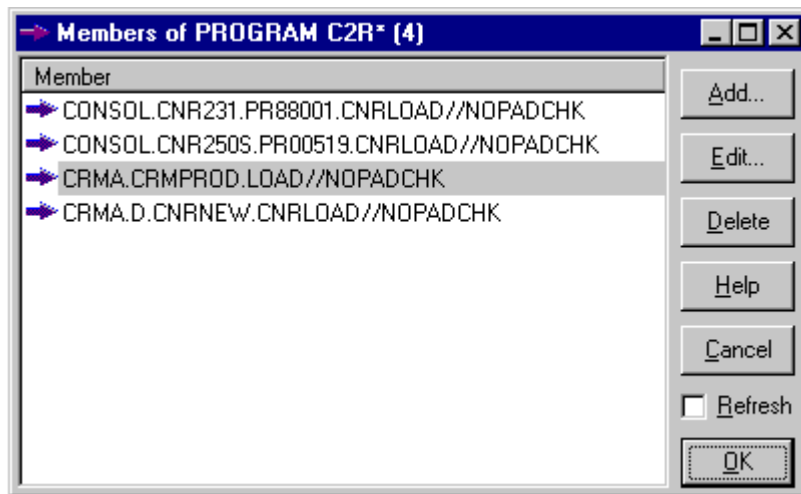 Members of PROGRAM C2R* (4)
Member
CONSOL.CNR231.PR88001.CNRLOAD//NOPADCHK
CONSOL.CNR250S.PR00519.CNRLOAD//NOPADCHK
CRMA.CRMPROD.LOAD//NOPADCHK
CRMA.D.CNRNEW.CNRLOAD//NOPADCHK
Add...
Edit...
Delete
Help
Cancel
Refresh
OK